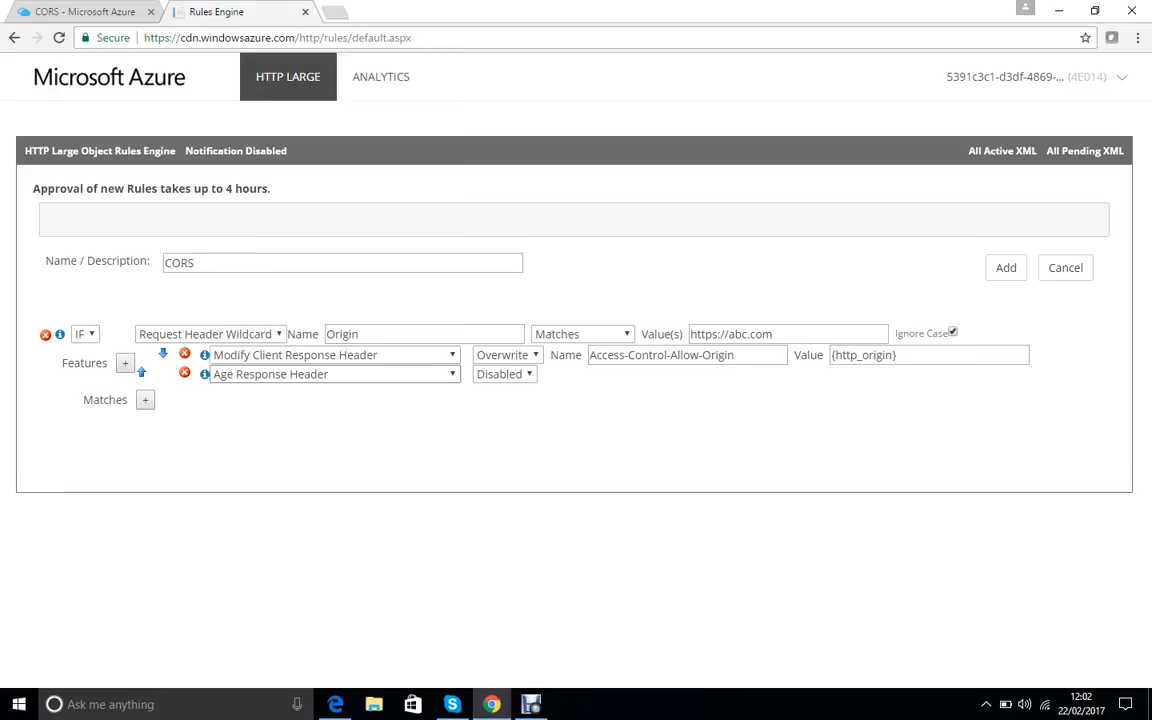 CORS - Microsoft Azure
Rules Engine
Secure
https://cdn.windowsazure.com/http/rules/default.aspx
Microsoft Azure
HTTP LARGE
ANALYTICS
5391c3c1-d3df-4869-... (4E014)
HTTP Large Object Rules Engine Notification Disabled
All Active XML All Pending XML
Approval of new Rules takes up to 4 hours.
Name / Description: CORS
Add Cancel
IF Request Header Wildcard Name Origin Matches Value(s) https://abc.com Ignore Case
Features + Modify Client Response Header Overwrite Name Access-Control-Allow-Origin Value {http_origin}
Age Response Header Disabled
Matches +
Ask me anything
12:02
22/02/2017